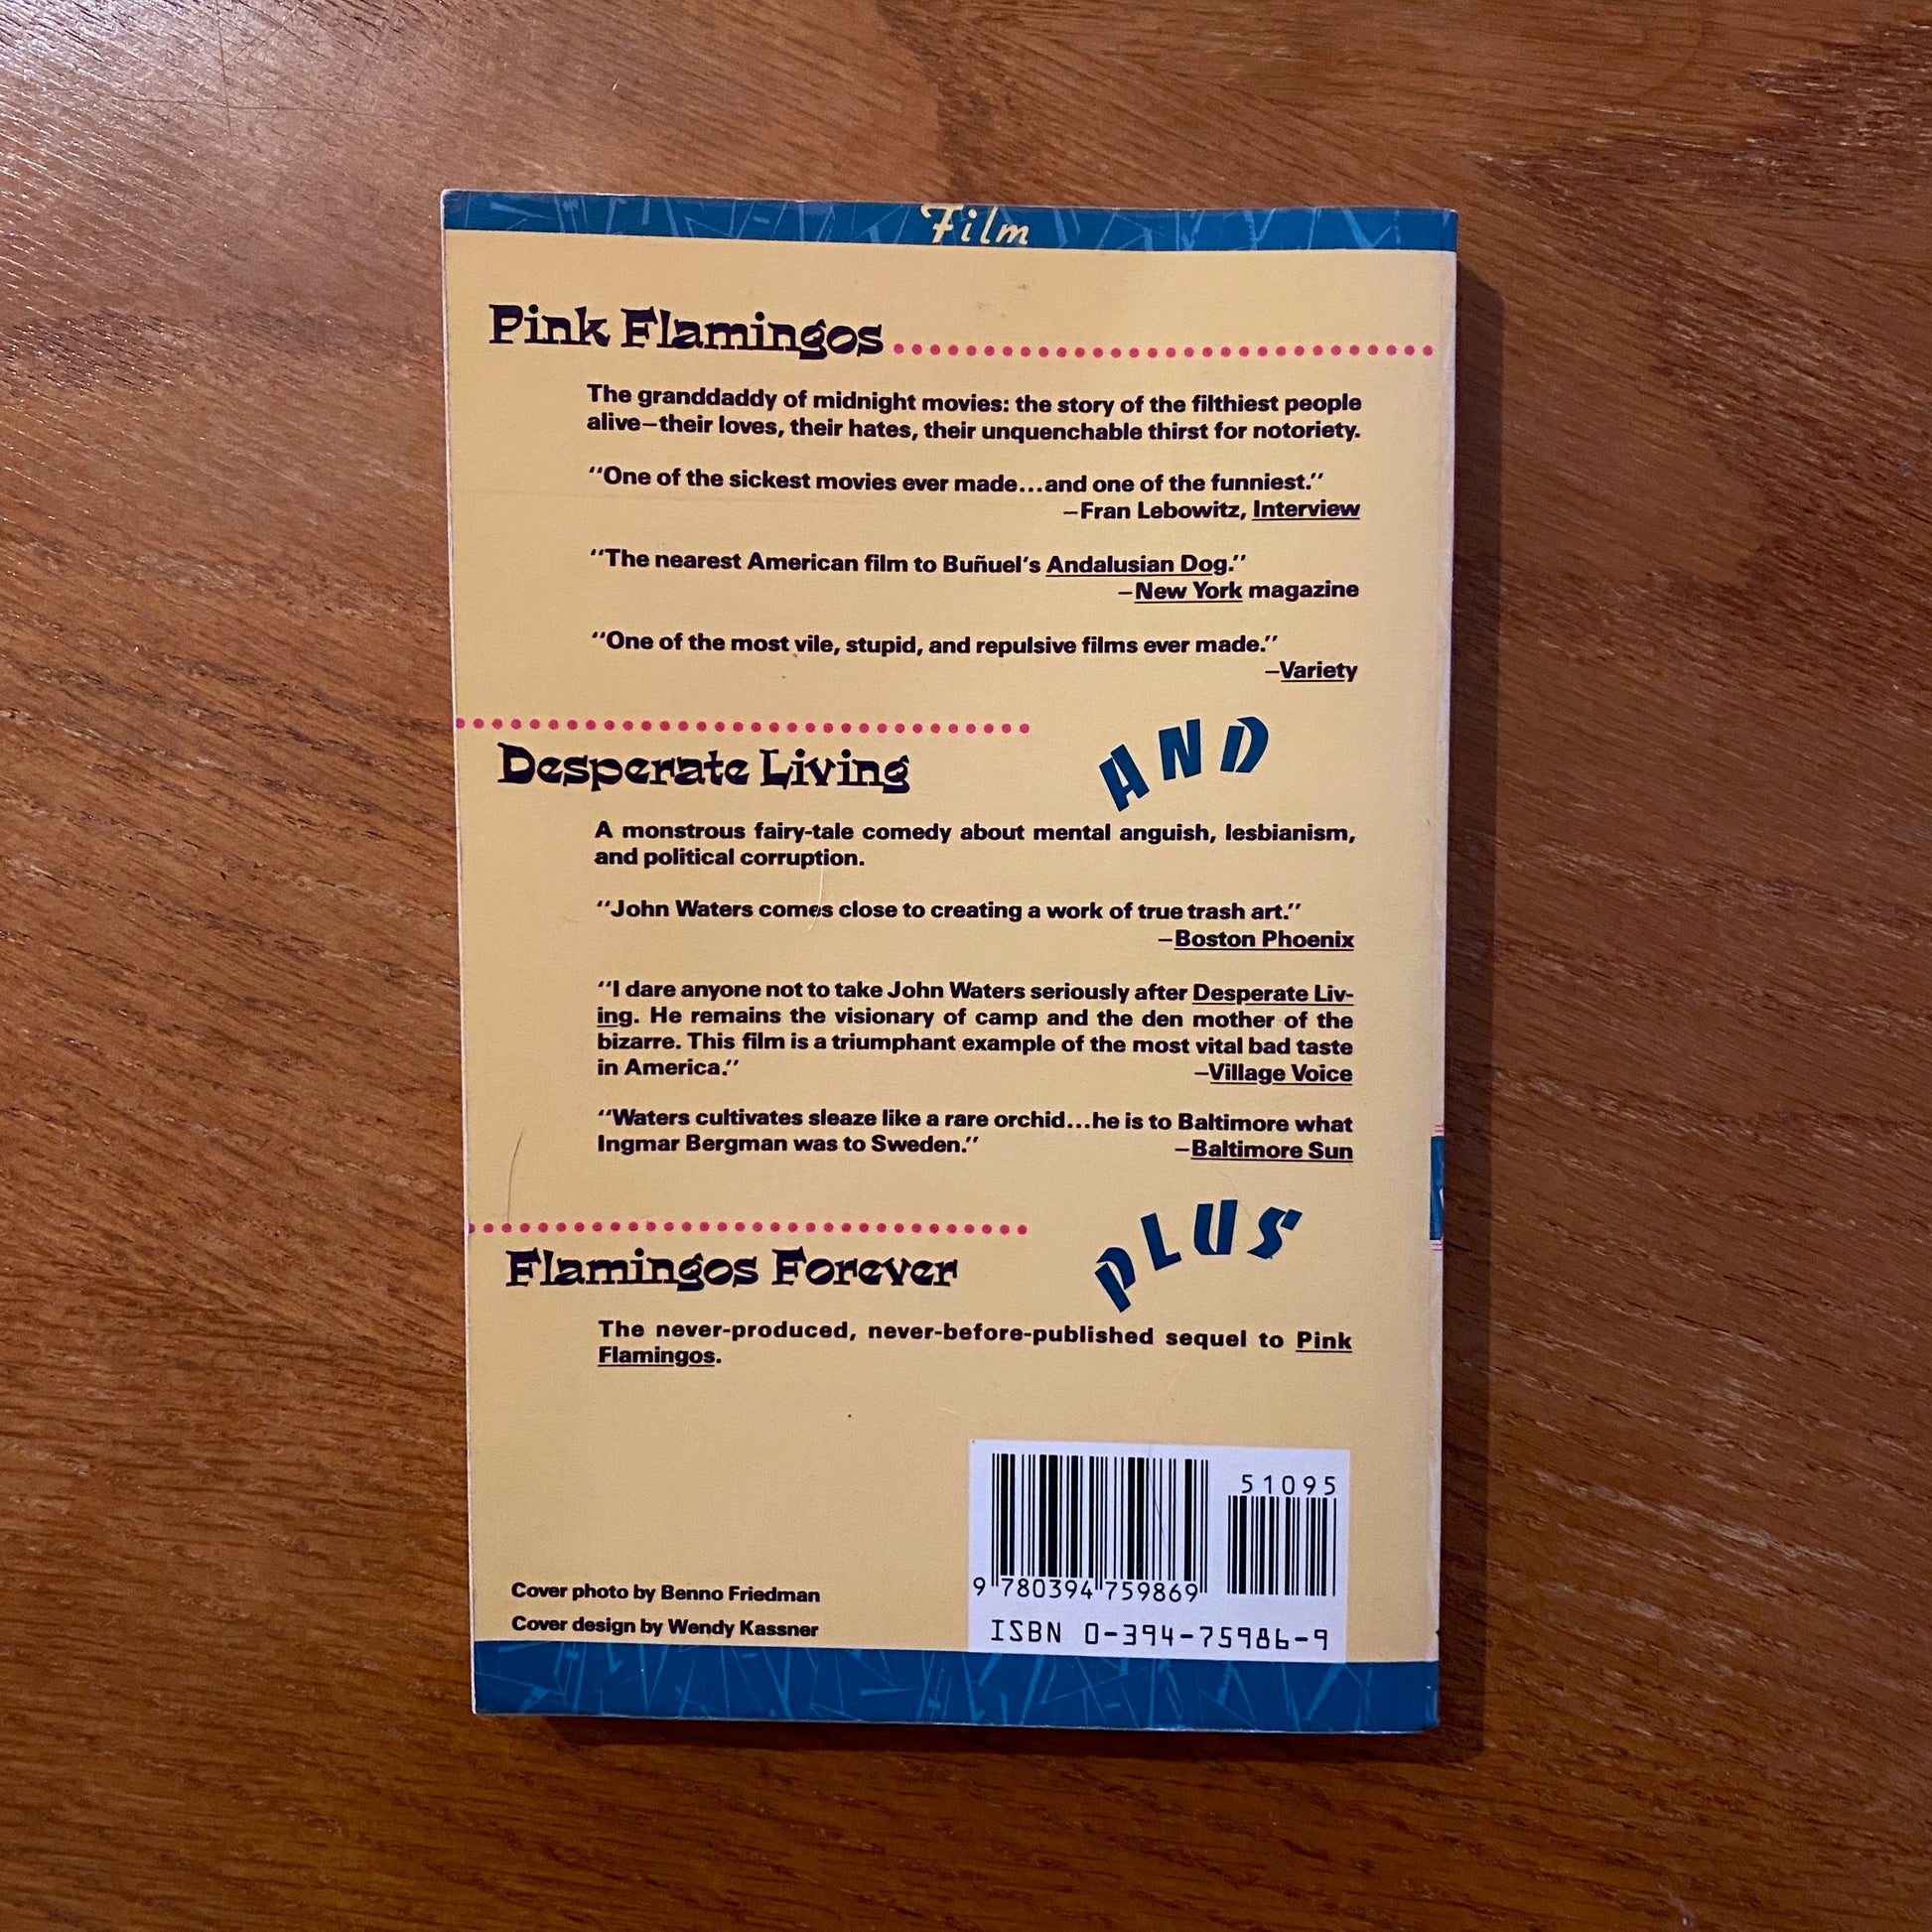 Film
Pink Flamingos
The granddaddy of midnight movies: the story of the filthiest people
alive—their loves, their hates, their unquenchable thirst for notoriety.
“One of the sickest movies ever made...and one of the funniest.”
—Fran Lebowitz, Interview
“The nearest American film to Buñuel’s Andalusian Dog.”
—New York magazine
“One of the most vile, stupid, and repulsive films ever made.”
—Variety
AND
Desperate Living
A monstrous fairy-tale comedy about mental anguish, lesbianism,
and political corruption.
“John Waters comes close to creating a work of true trash art.”
—Boston Phoenix
“I dare anyone not to take John Waters seriously after Desperate Liv-
ing. He remains the visionary of camp and the den mother of the
bizarre. This film is a triumphant example of the most vital bad taste
in America.” —Village Voice
“Waters cultivates sleaze like a rare orchid...he is to Baltimore what
Ingmar Bergman was to Sweden.” —Baltimore Sun
PLUS
Flamingos Forever
The never-produced, never-before-published sequel to Pink
Flamingos.
51095
9 780394 759869
ISBN 0-394-75986-9
Cover photo by Benno Friedman
Cover design by Wendy Kassner